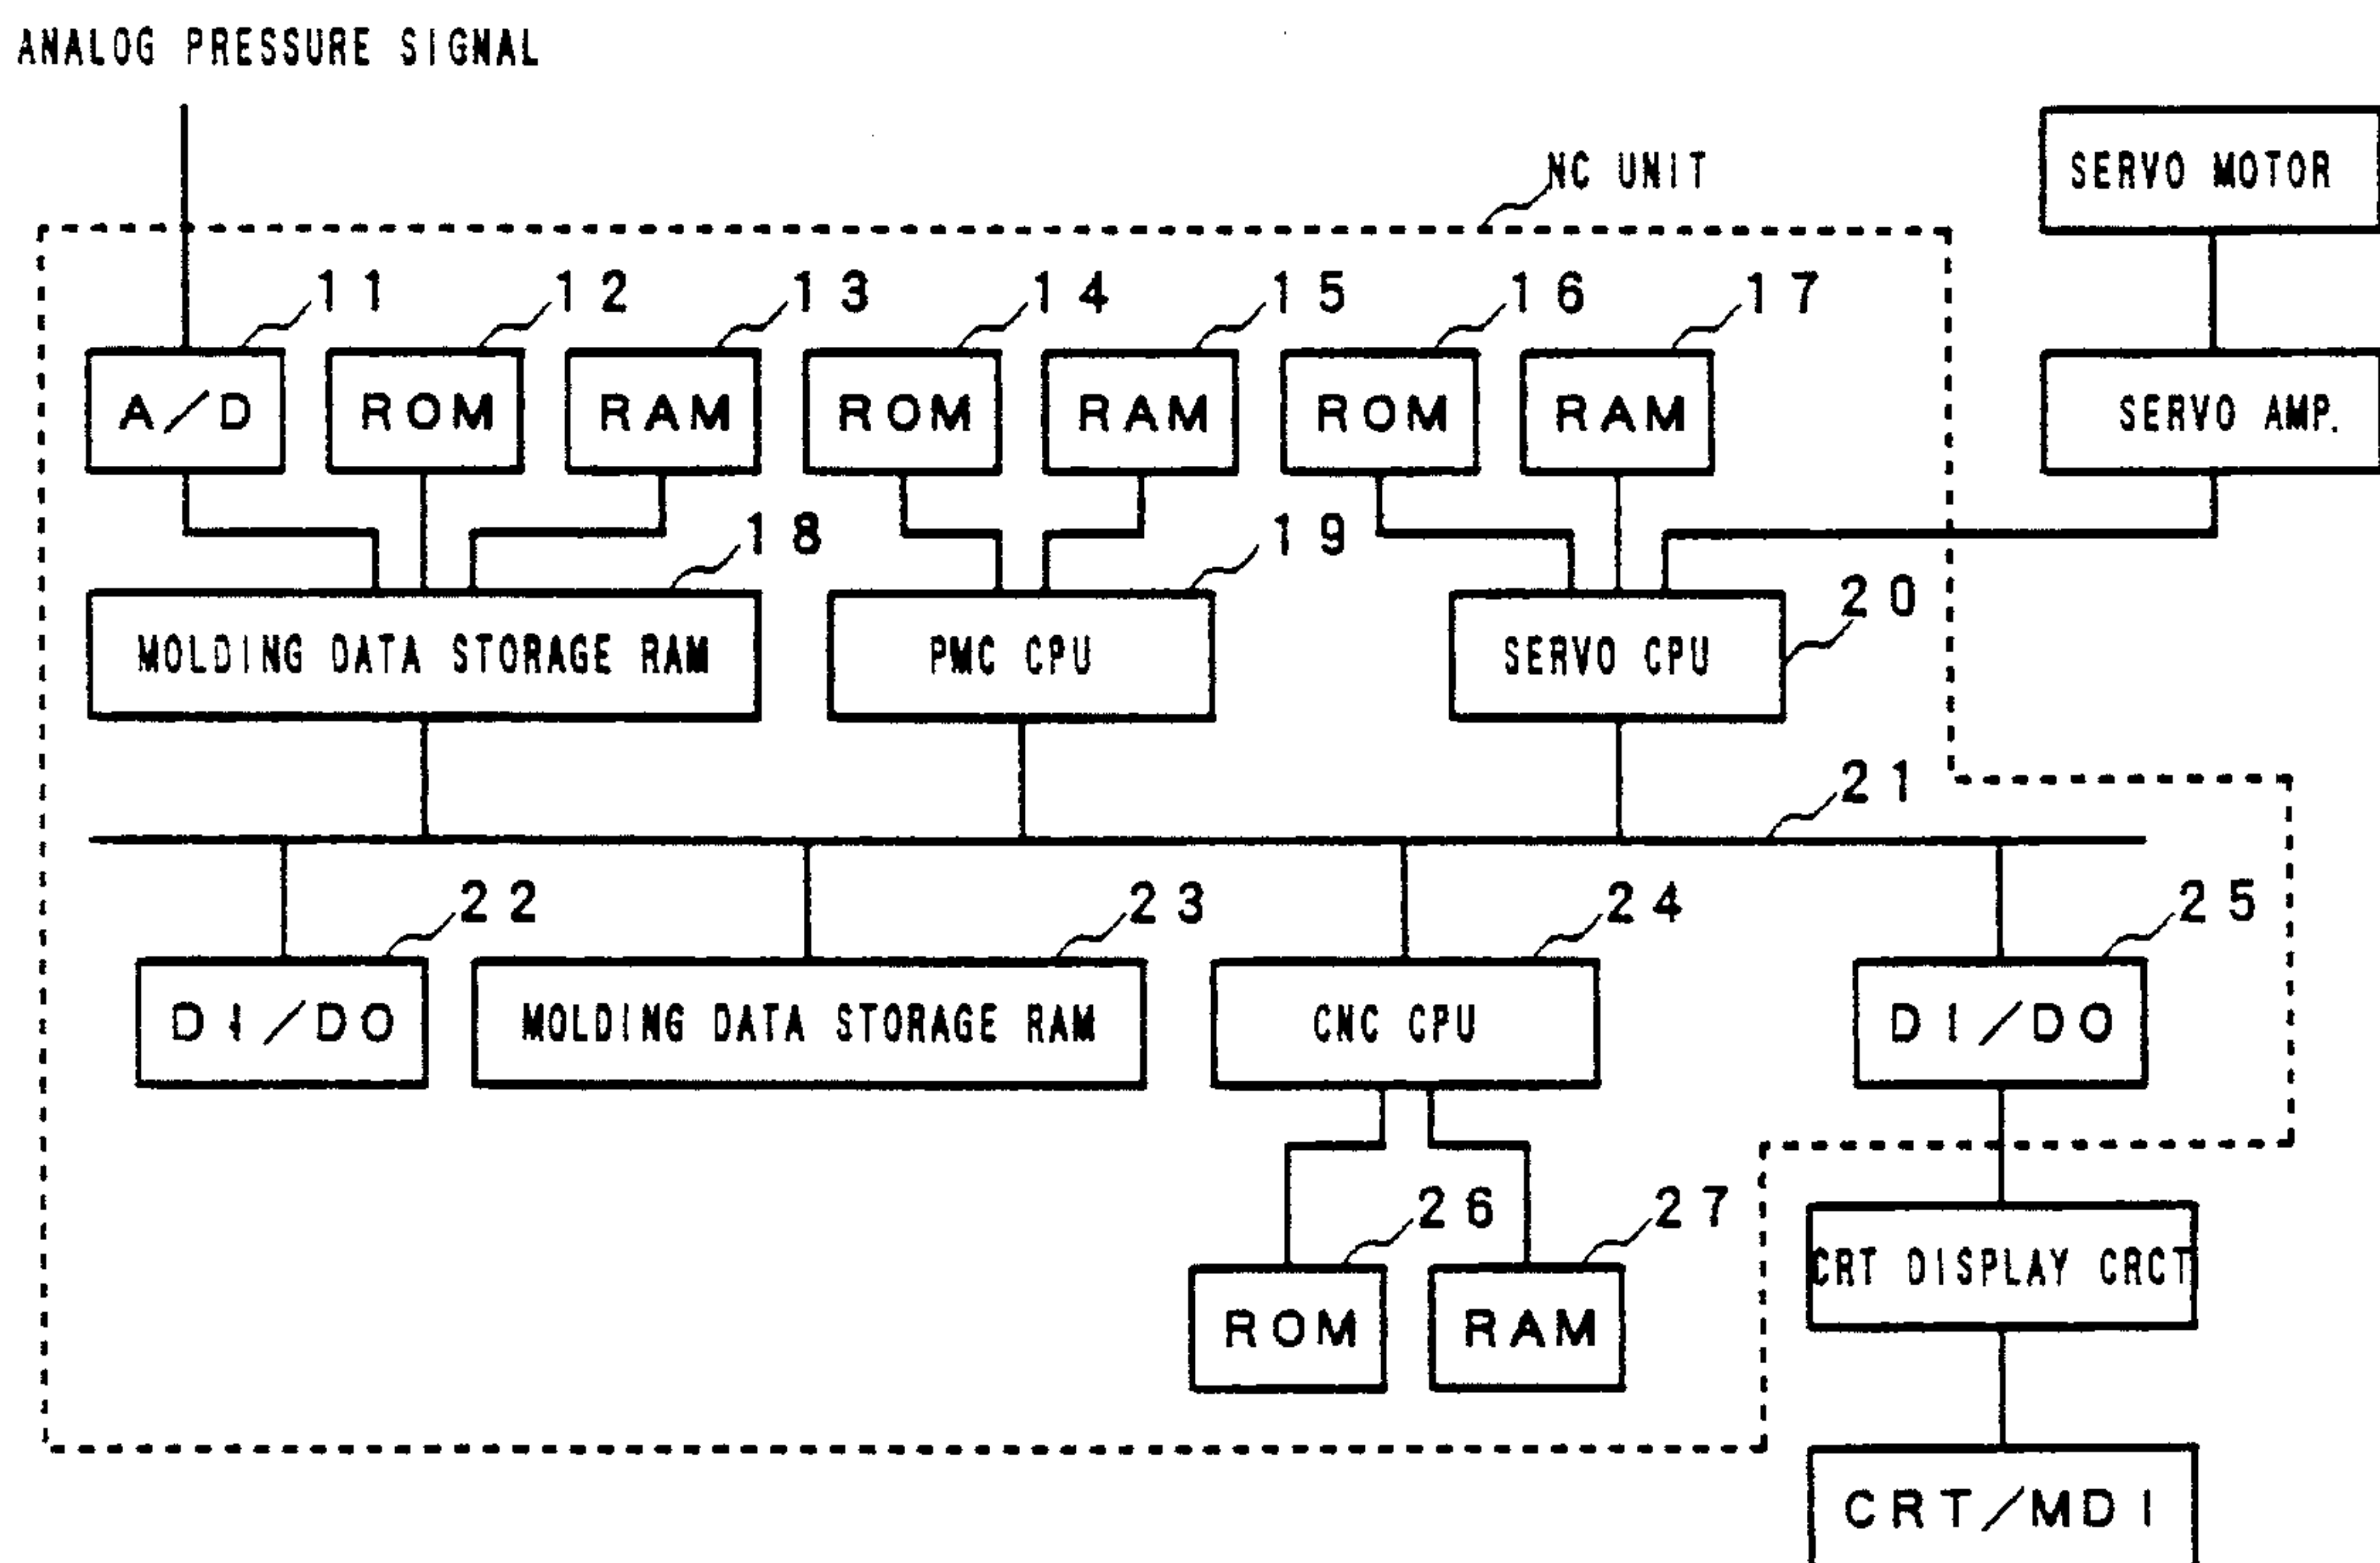 ANALOG PRESSURE SIGNAL
NC UNIT
SERVO MOTOR
11
12
13
14
15
16
17
A/D
ROM
RAM
ROM
RAM
ROM
RAM
SERVO AMP.
18
19
20
MOLDING DATA STORAGE RAM
PMC CPU
SERVO CPU
21
22
23
24
25
DI/DO
MOLDING DATA STORAGE RAM
CNC CPU
DI/DO
26
27
ROM
RAM
CRT DISPLAY CRCT
CRT/MDI